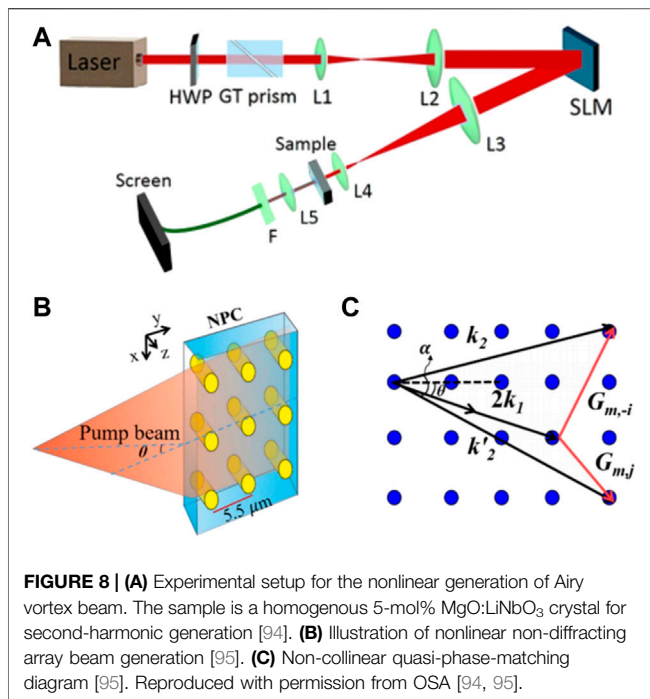 A
Laser
HWP
GT prism
L1
L2
SLM
L3
Sample
L4
Screen
L5
F
B
NPC
y
x
z
Pump beam
θ
5.5 μm
C
k₂
α
θ
2k₁
k'₂
Gₘ,₋ᵢ
Gₘ,ⱼ
FIGURE 8 | (A) Experimental setup for the nonlinear generation of Airy
vortex beam. The sample is a homogenous 5-mol% MgO:LiNbO₃ crystal for
second-harmonic generation [94]. (B) Illustration of nonlinear non-diffracting
array beam generation [95]. (C) Non-collinear quasi-phase-matching
diagram [95]. Reproduced with permission from OSA [94, 95].